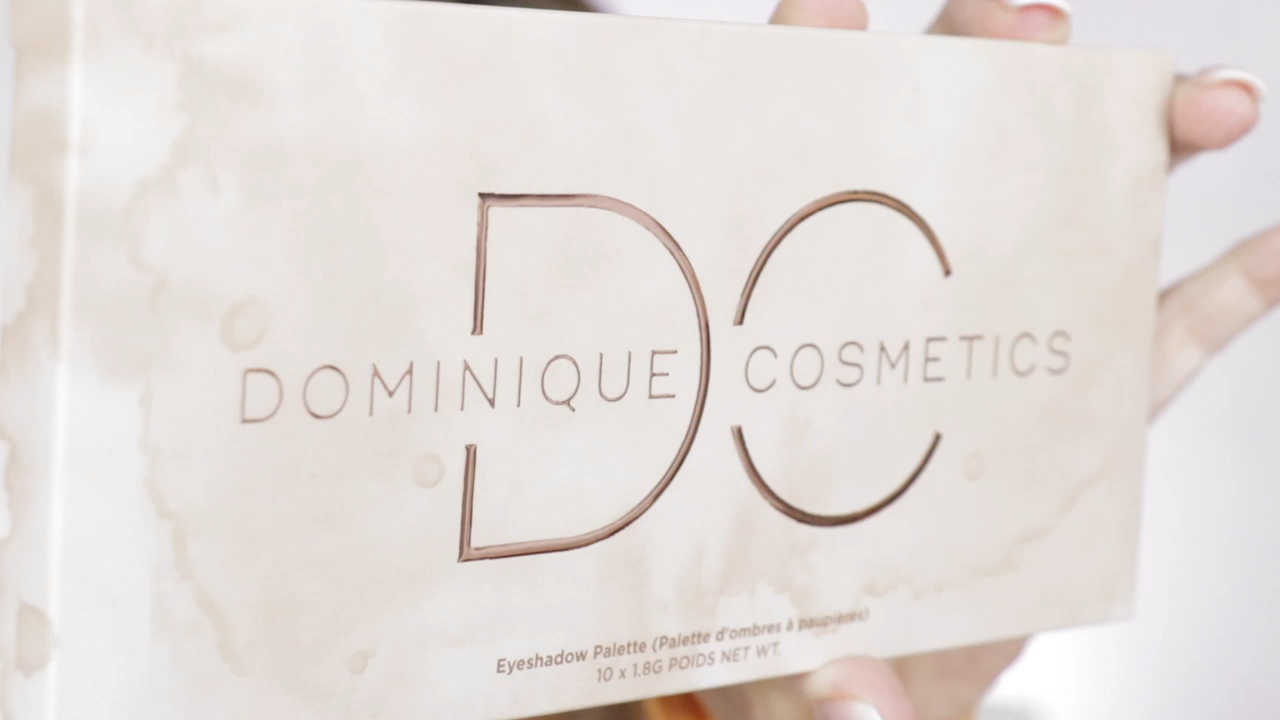 DC
DOMINIQUE COSMETICS
Eyeshadow Palette (Palette d'ombres à paupières)
10 x 1.8G POIDS NET WT.